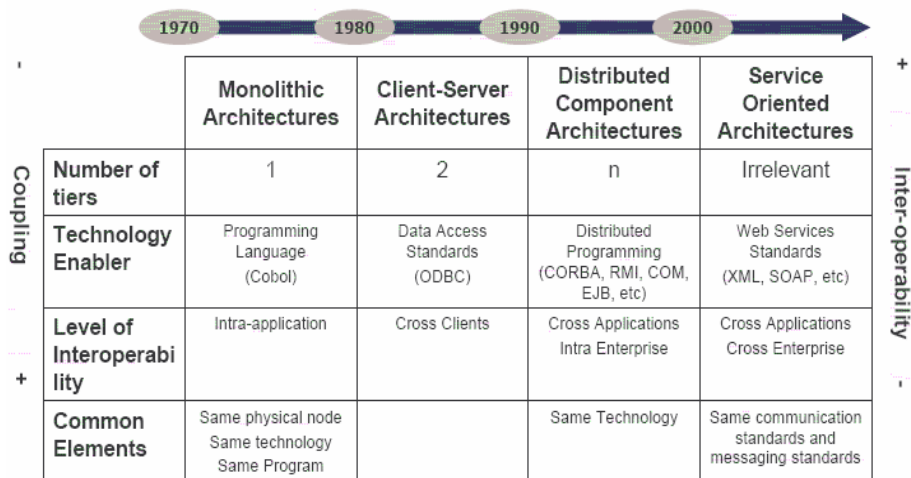 1970
1980
1990
2000
-
+
Monolithic
Architectures
Client-Server
Architectures
Distributed
Component
Architectures
Service
Oriented
Architectures
Number of
tiers
1
2
n
Irrelevant
Technology
Enabler
Programming
Language
(Cobol)
Data Access
Standards
(ODBC)
Distributed
Programming
(CORBA, RMI, COM,
EJB, etc)
Web Services
Standards
(XML, SOAP, etc)
Level of
Interoperabi
lity
Intra-application
Cross Clients
Cross Applications
Intra Enterprise
Cross Applications
Cross Enterprise
Common
Elements
Same physical node
Same technology
Same Program
Same Technology
Same communication
standards and
messaging standards
Coupling
Inter-operability
+
-